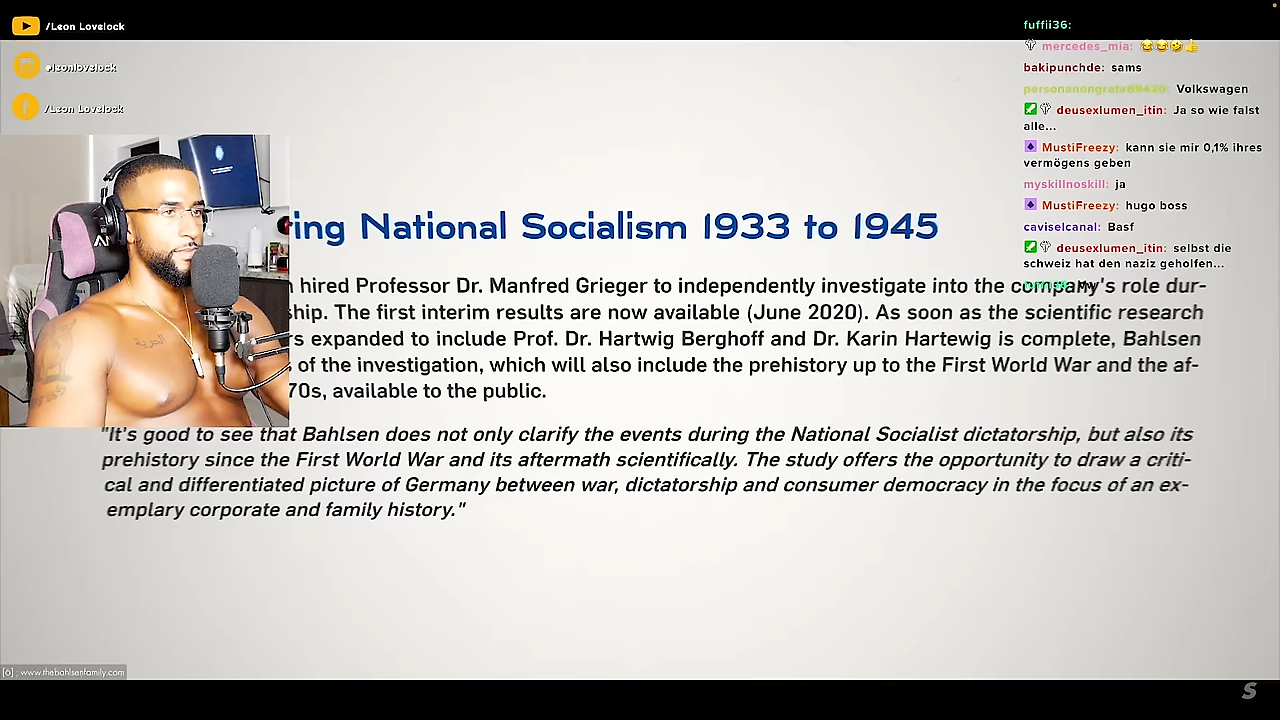 /Leon Lovelock
@leonlovelock
/Leon Lovelock
ring National Socialism 1933 to 1945
hired Professor Dr. Manfred Grieger to independently investigate into the company's role dur-
ship. The first interim results are now available (June 2020). As soon as the scientific research
s expanded to include Prof. Dr. Hartwig Berghoff and Dr. Karin Hartewig is complete, Bahlsen
of the investigation, which will also include the prehistory up to the First World War and the af-
70s, available to the public.
"It's good to see that Bahlsen does not only clarify the events during the National Socialist dictatorship, but also its
prehistory since the First World War and its aftermath scientifically. The study offers the opportunity to draw a criti-
cal and differentiated picture of Germany between war, dictatorship and consumer democracy in the focus of an ex-
emplary corporate and family history."
[6] : www.thebahlsenfamily.com
fuffii36:
mercedes_mia: 😂😂🤣👍
bakipunchde: sams
personanongrata69420: Volkswagen
deusexlumen_itin: Ja so wie falst
alle...
MustiFreezy: kann sie mir 0,1% ihres
vermögens geben
myskillnoskill: ja
MustiFreezy: hugo boss
caviselcanal: Basf
deusexlumen_itin: selbst die
schweiz hat den naziz geholfen...
S